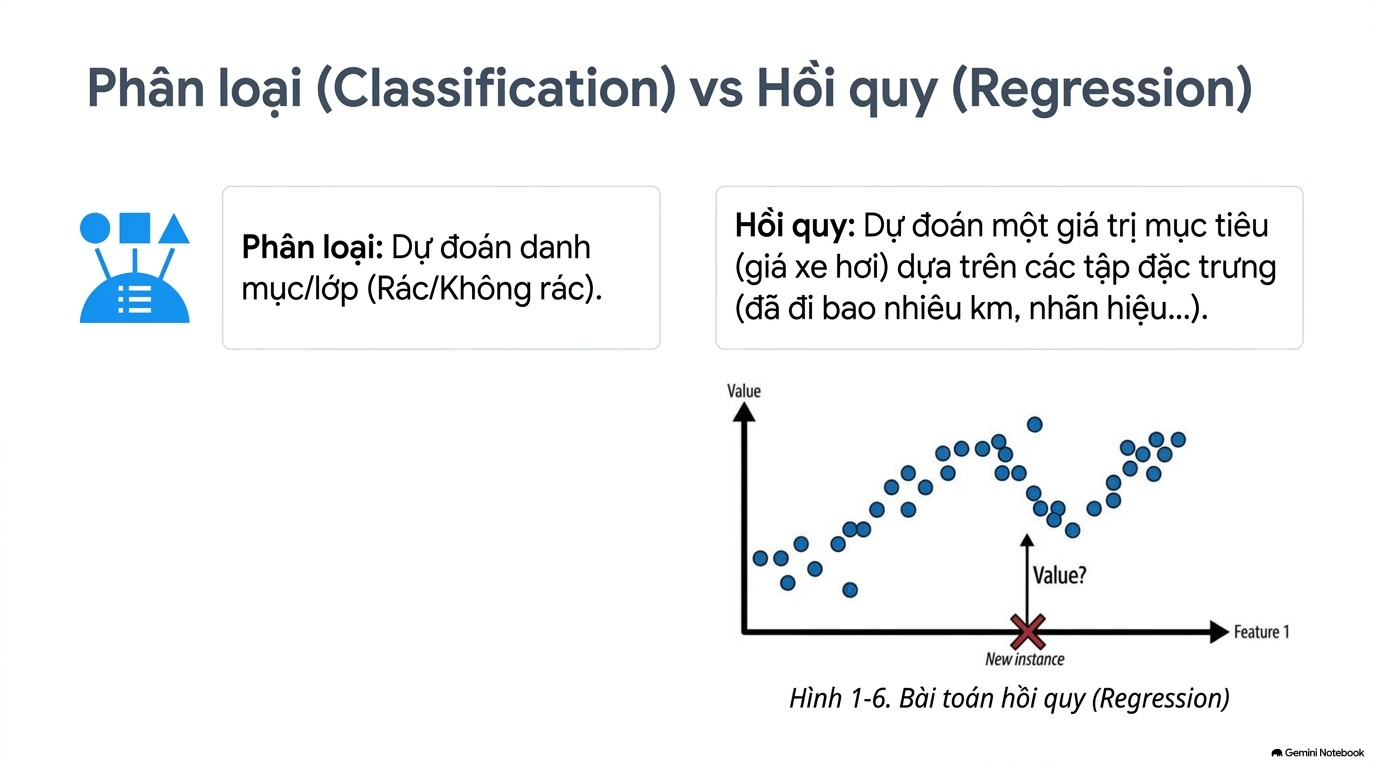 Phân loại (Classification) vs Hồi quy (Regression)
Phân loại: Dự đoán danh
mục/lớp (Rác/Không rác).
Hồi quy: Dự đoán một giá trị mục tiêu
(giá xe hơi) dựa trên các tập đặc trưng
(đã đi bao nhiêu km, nhãn hiệu...).
Value
Value?
Feature 1
New instance
Hình 1-6. Bài toán hồi quy (Regression)
Gemini Notebook